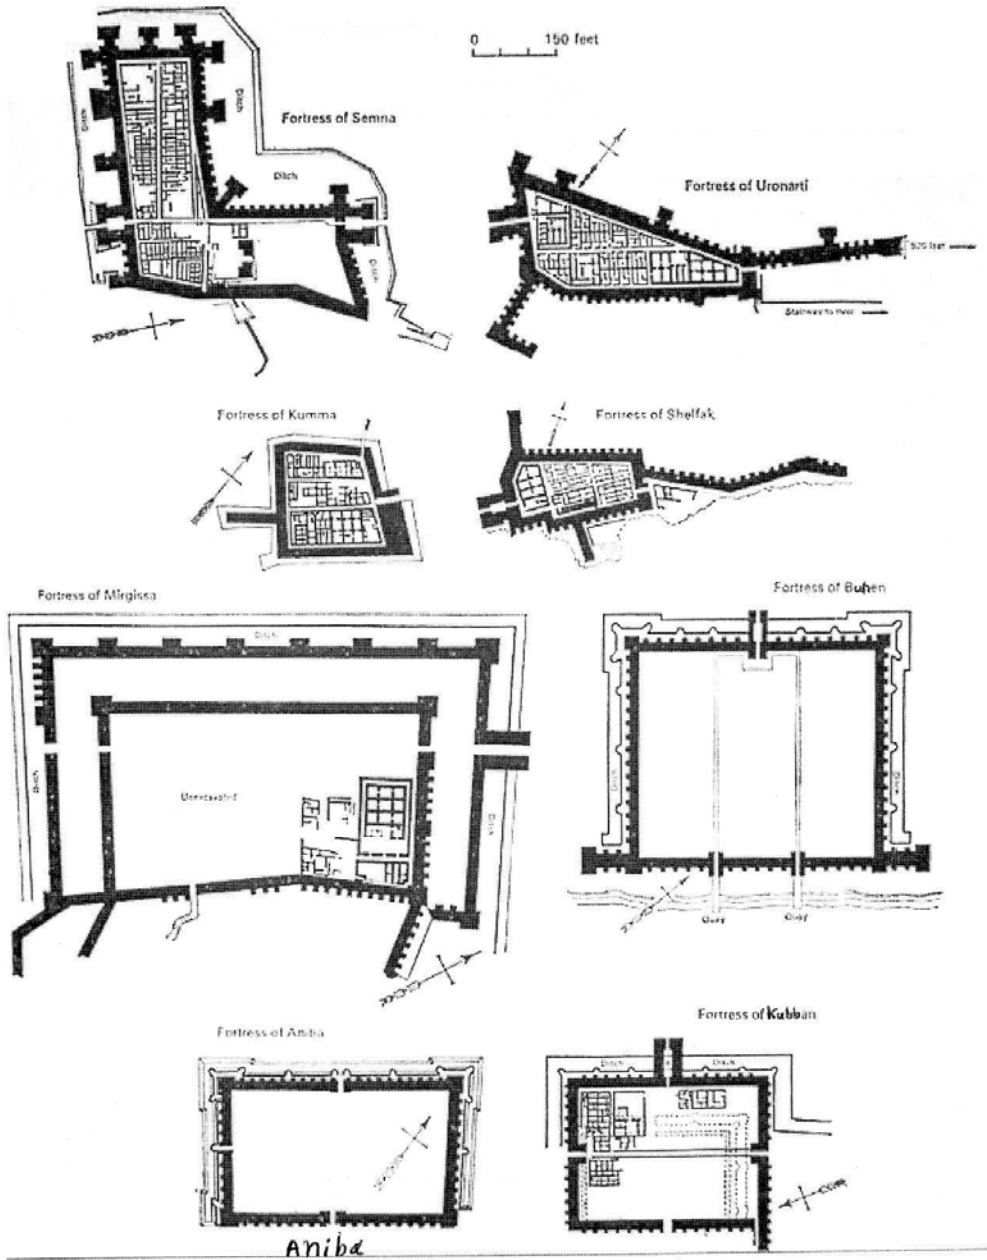 0 150 feet
Ditch
Ditch
Fortress of Semna
Ditch
Ditch
Fortress of Uronarti
Stairway to river
Fortress of Kumma
Fortress of Shelfak
Fortress of Mirgissa
Fortress of Buhen
Ditch
Ditch
Unexcavated
Ditch
Ditch
Ditch
Quay Quay
Fortress of Aniba
Fortress of Kubban
Ditch Ditch
Aniba